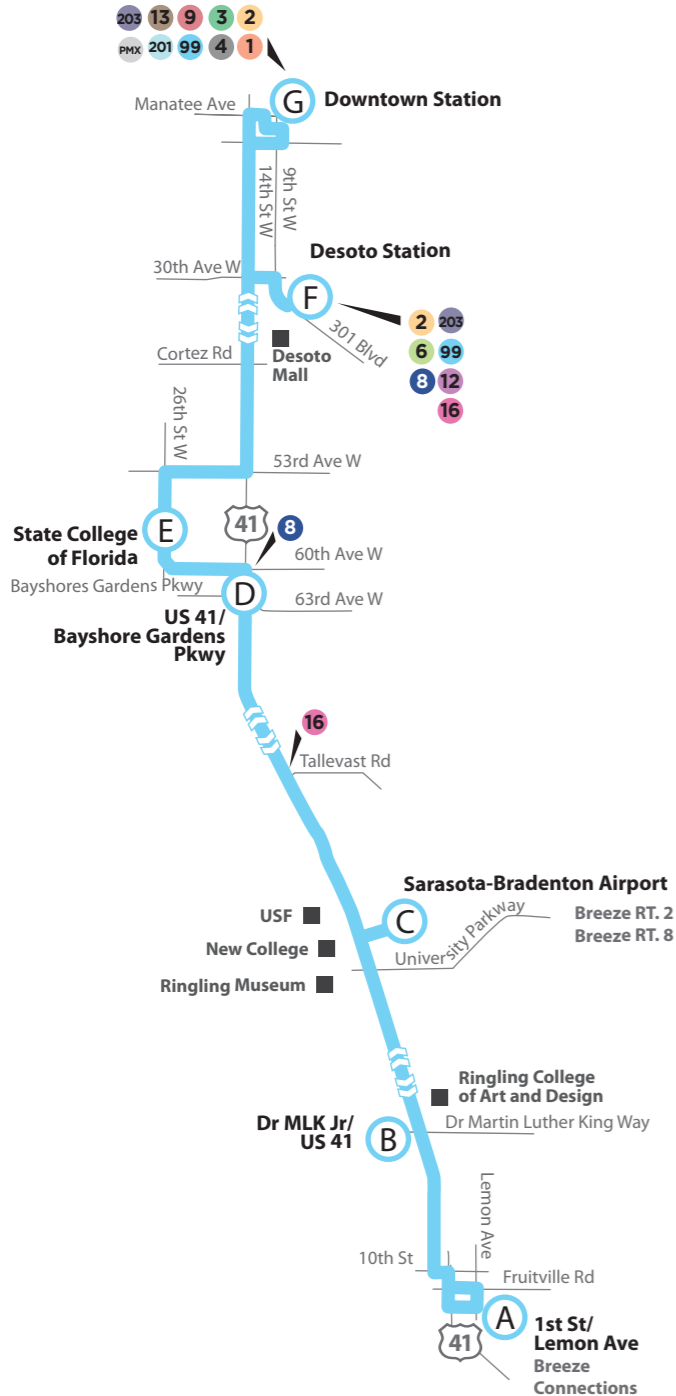 203 13 9 3 2
PMX 201 99 4 1
G
Downtown Station
Manatee Ave
14th St W
9th St W
Desoto Station
30th Ave W
F
301 Blvd
2 203
6 99
8 12
16
Desoto
Mall
Cortez Rd
26th St W
53rd Ave W
41
8
E
State College
of Florida
60th Ave W
Bayshores Gardens Pkwy
D
63rd Ave W
US 41/
Bayshore Gardens
Pkwy
16
Tallevast Rd
Sarasota-Bradenton Airport
C
USF
University Parkway
Breeze RT. 2
Breeze RT. 8
New College
Ringling Museum
Ringling College
of Art and Design
Dr MLK Jr/
US 41
B
Dr Martin Luther King Way
Lemon Ave
10th St
Fruitville Rd
A
1st St/
Lemon Ave
41
Breeze
Connections